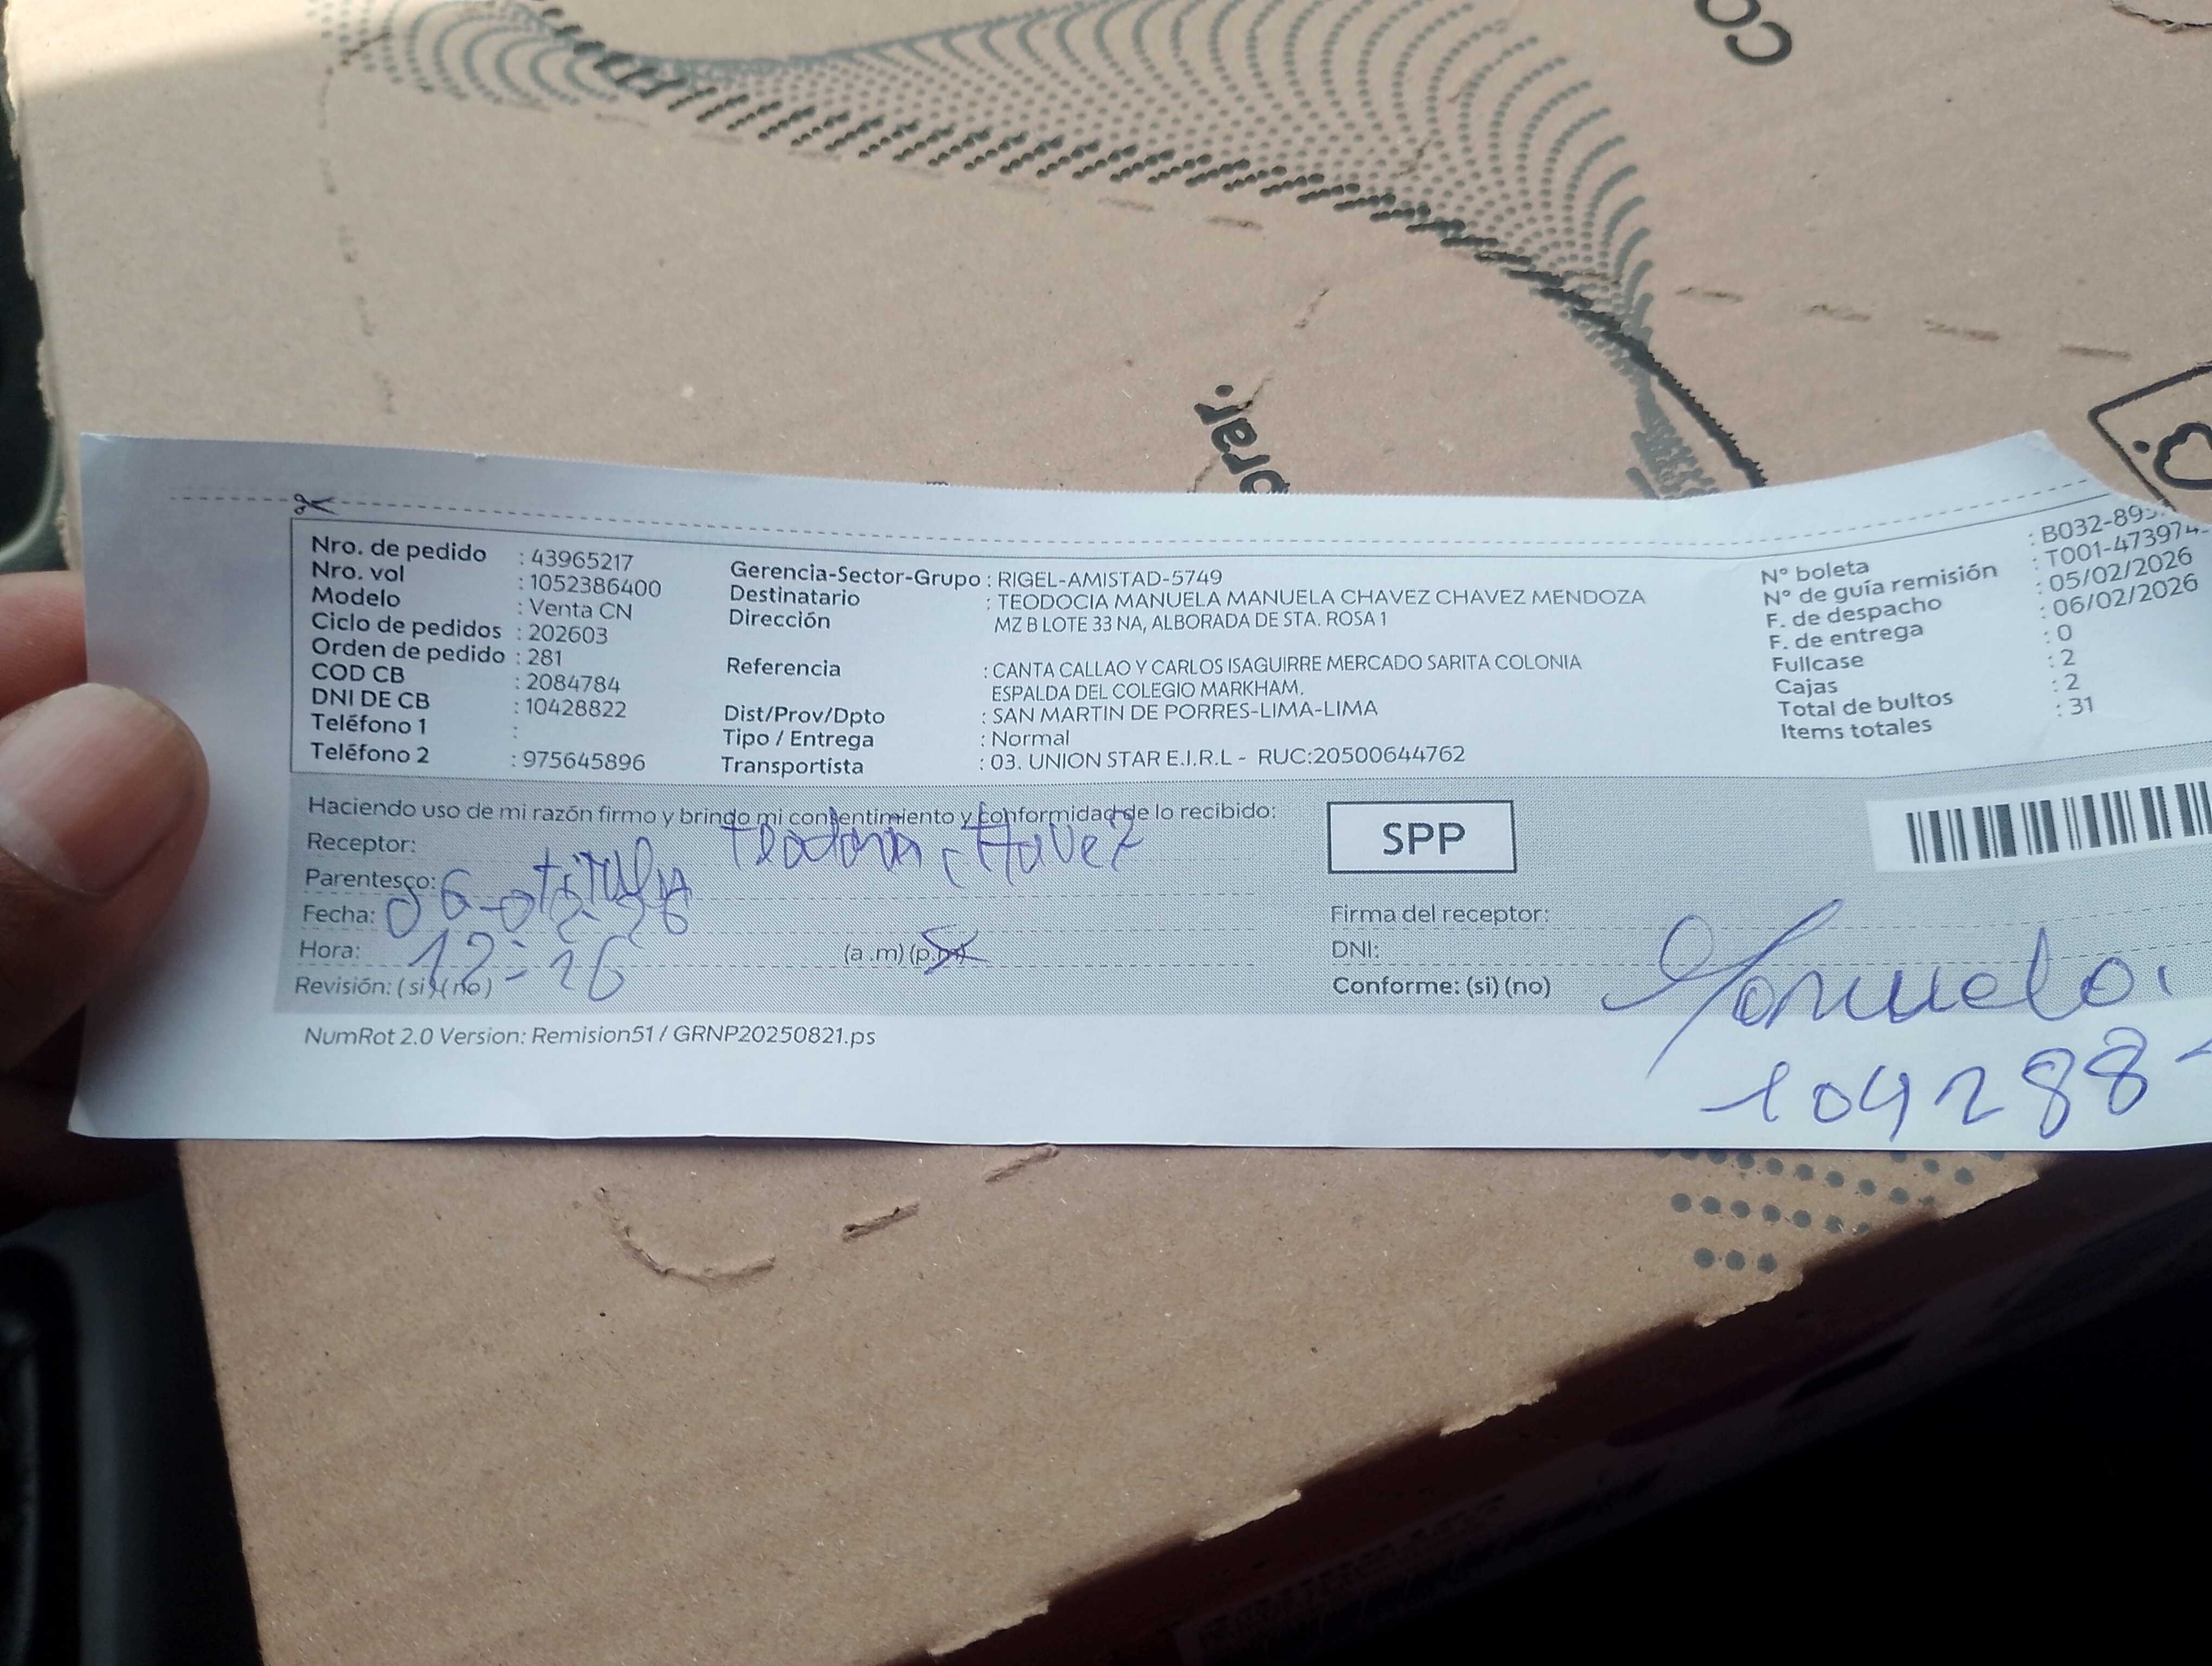 co
orar.
Nro. de pedido : 43965217
Nro. vol : 1052386400
Modelo : Venta CN
Ciclo de pedidos : 202603
Orden de pedido : 281
COD CB : 2084784
DNI DE CB : 10428822
Teléfono 1 :
Teléfono 2 : 975645896
Gerencia-Sector-Grupo : RIGEL-AMISTAD-5749
Destinatario : TEODOCIA MANUELA MANUELA CHAVEZ CHAVEZ MENDOZA
Dirección MZ B LOTE 33 NA, ALBORADA DE STA. ROSA 1
Referencia : CANTA CALLAO Y CARLOS ISAGUIRRE MERCADO SARITA COLONIA
ESPALDA DEL COLEGIO MARKHAM.
Dist/Prov/Dpto : SAN MARTIN DE PORRES-LIMA-LIMA
Tipo / Entrega : Normal
Transportista : 03. UNION STAR E.I.R.L - RUC:20500644762
N° boleta : B032-89
N° de guía remisión : T001-473974
F. de despacho : 05/02/2026
F. de entrega : 06/02/2026
Fullcase : 0
Cajas : 2
Total de bultos : 2
Items totales : 31
Haciendo uso de mi razón firmo y brindo mi consentimiento y conformidad de lo recibido:
Receptor: chavez
Parentesco:
Fecha: 06-02-26
Hora: 12:26 (a.m) (p.m)
Revisión: (si) (no)
SPP
Firma del receptor:
DNI:
Conforme: (si) (no)
Manuela
104288
NumRot 2.0 Version: Remision51 / GRNP20250821.ps